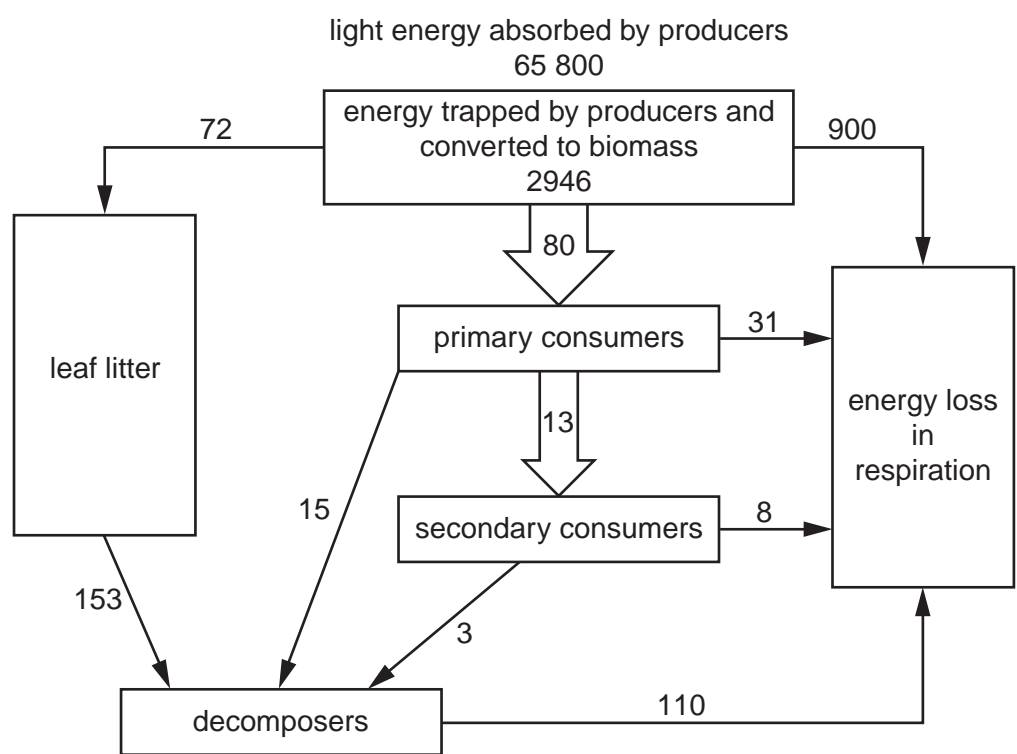 light energy absorbed by producers
65 800
energy trapped by producers and
converted to biomass
2946
72
900
80
primary consumers
31
leaf litter
energy loss
in
respiration
13
15
secondary consumers
8
153
3
decomposers
110